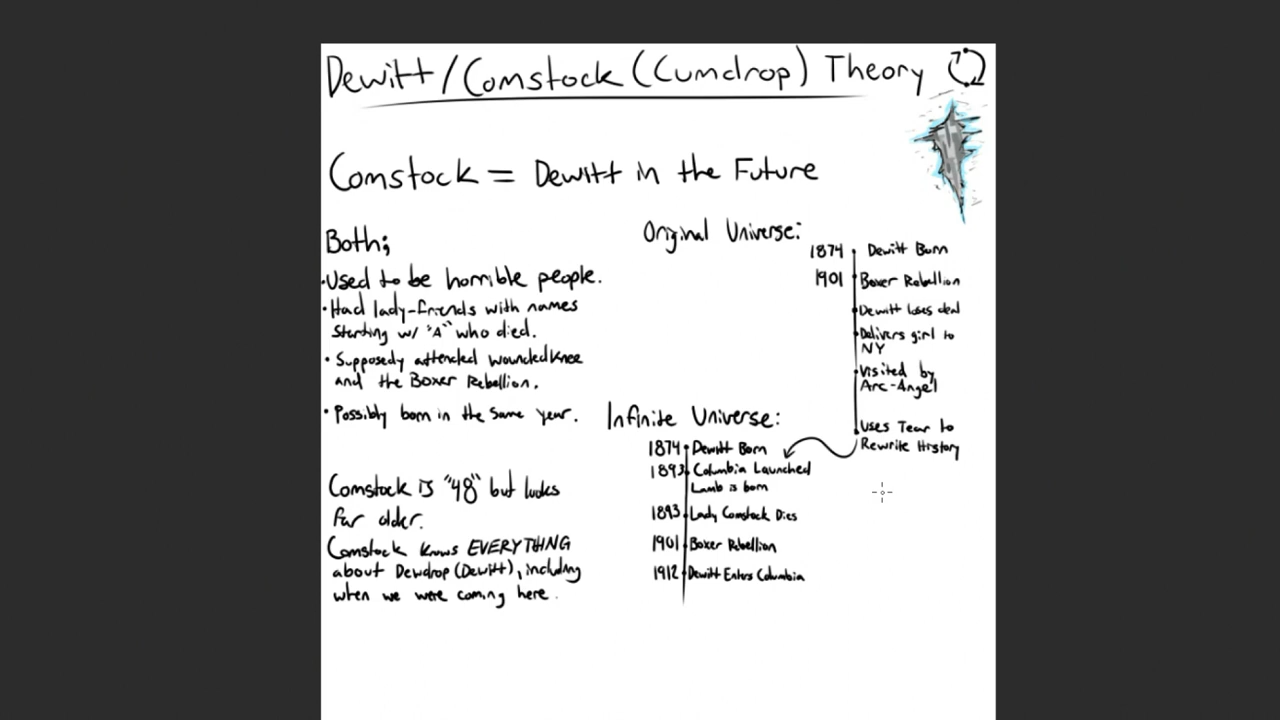 Dewitt/Comstock (Cumdrop) Theory
Comstock = Dewitt in the Future
Both;
•Used to be horrible people.
•Had lady-friends with names
starting w/ "A" who died.
• Supposedly attended woundedknee
and the Boxer Rebellion.
• Possibly born in the same year.
Comstock is "48" but looks
far older.
Comstock knows EVERYTHING
about Dewdrop (Dewitt), including
when we were coming here.
Original Universe:
1874 Dewitt Born
1901 Boxer Rebellion
Dewitt loses deal
Delivers girl to
NY
Visited by
Arc-Angel
Uses Tear to
Rewrite History
Infinite Universe:
1874 Dewitt Born
1893 Columbia Launched
Lamb is born
1893 Lady Comstock Dies
1901 Boxer Rebellion
1912 Dewitt Enters Columbia